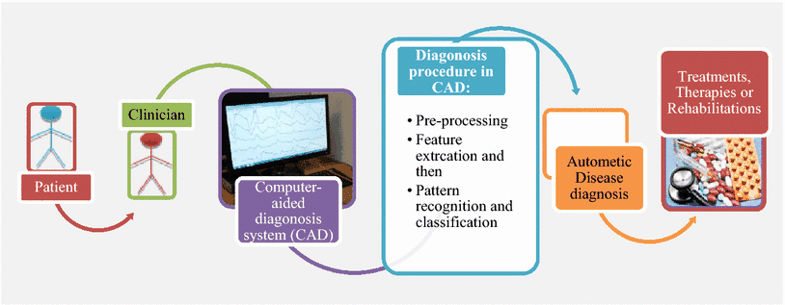 Patient
Clinician
Computer-
aided
diagonosis
system (CAD)
Diagonosis
procedure in
CAD:
• Pre-processing
• Feature
extrcation and
then
• Pattern
recognition and
classification
Autometic
Disease
diagnosis
Treatments,
Therapies or
Rehabilitations